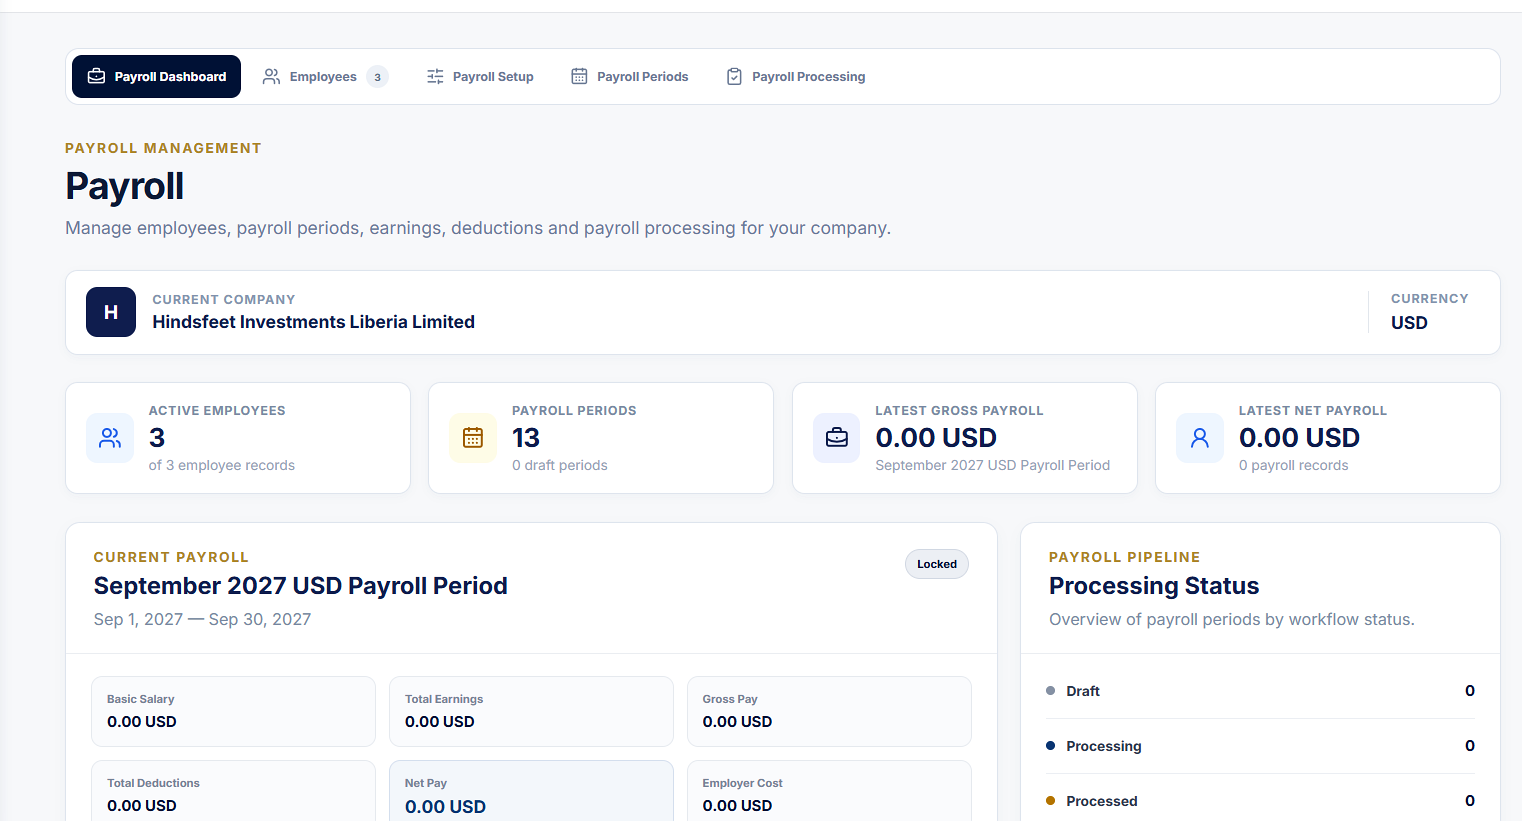 Payroll Dashboard
Employees 3
Payroll Setup
Payroll Periods
Payroll Processing
PAYROLL MANAGEMENT
Payroll
Manage employees, payroll periods, earnings, deductions and payroll processing for your company.
H
CURRENT COMPANY
Hindsfeet Investments Liberia Limited
CURRENCY
USD
ACTIVE EMPLOYEES
3
of 3 employee records
PAYROLL PERIODS
13
0 draft periods
LATEST GROSS PAYROLL
0.00 USD
September 2027 USD Payroll Period
LATEST NET PAYROLL
0.00 USD
0 payroll records
CURRENT PAYROLL
September 2027 USD Payroll Period
Sep 1, 2027 — Sep 30, 2027
Locked
Basic Salary
0.00 USD
Total Earnings
0.00 USD
Gross Pay
0.00 USD
Total Deductions
0.00 USD
Net Pay
0.00 USD
Employer Cost
0.00 USD
PAYROLL PIPELINE
Processing Status
Overview of payroll periods by workflow status.
Draft 0
Processing 0
Processed 0